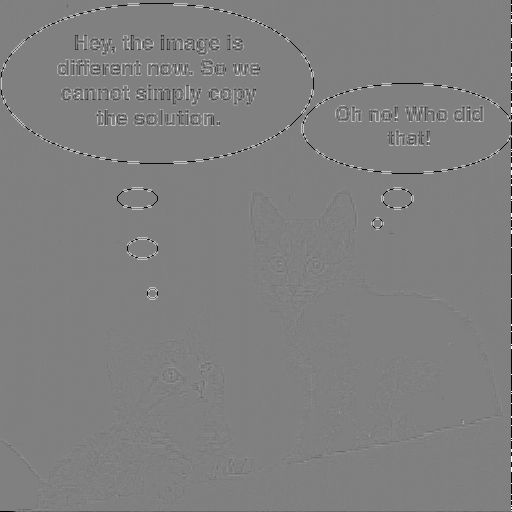 Hey, the image is
different now. So we
cannot simply copy
the solution.
Oh no! Who did
that!